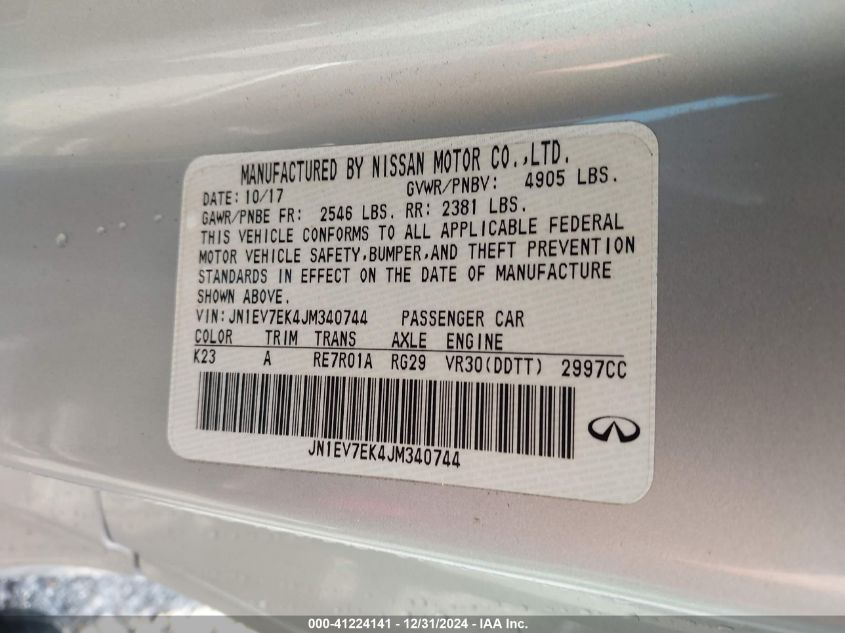 MANUFACTURED BY NISSAN MOTOR CO.,LTD.
DATE: 10/17 GVWR/PNBV: 4905 LBS.
GAWR/PNBE FR: 2546 LBS. RR: 2381 LBS.
THIS VEHICLE CONFORMS TO ALL APPLICABLE FEDERAL
MOTOR VEHICLE SAFETY,BUMPER,AND THEFT PREVENTION
STANDARDS IN EFFECT ON THE DATE OF MANUFACTURE
SHOWN ABOVE.
VIN: JN1EV7EK4JM340744 PASSENGER CAR
COLOR TRIM TRANS AXLE ENGINE
K23 A RE7R01A RG29 VR30(DDTT) 2997CC
JN1EV7EK4JM340744
000-41224141 - 12/31/2024 - IAA Inc.